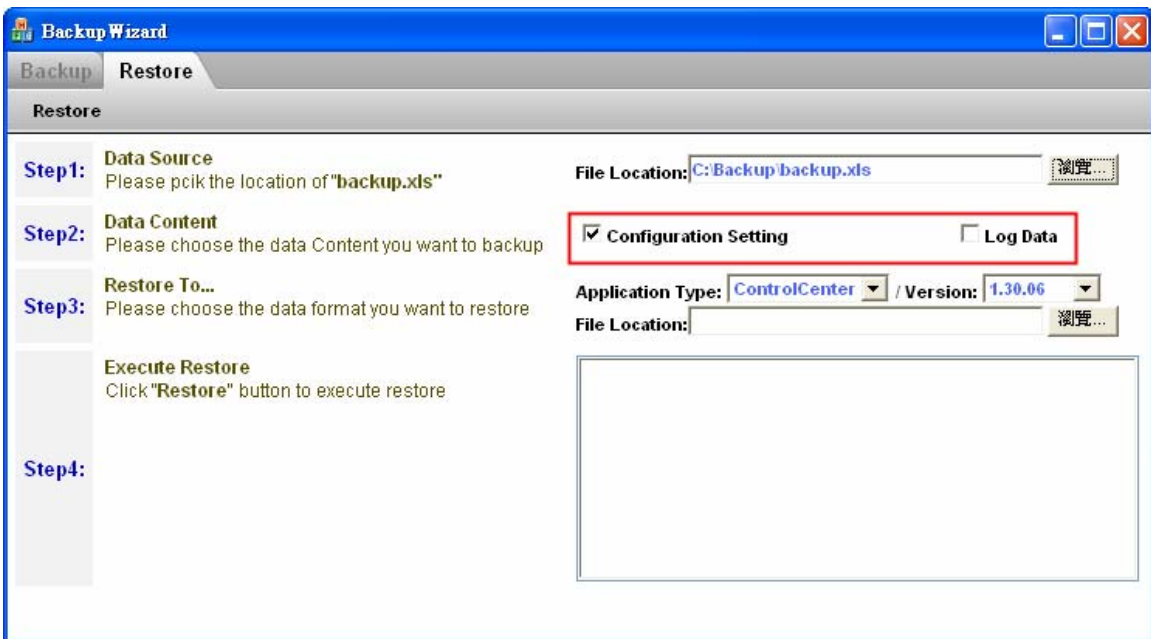 Backup Wizard
Backup Restore
Restore
Step1:
Data Source
Please pcik the location of "backup.xls"
File Location: C:\Backup\backup.xls 瀏覽...
Step2:
Data Content
Please choose the data Content you want to backup
Configuration Setting Log Data
Step3:
Restore To...
Please choose the data format you want to restore
Application Type: ControlCenter / Version: 1.30.06
File Location: 瀏覽...
Step4:
Execute Restore
Click "Restore" button to execute restore